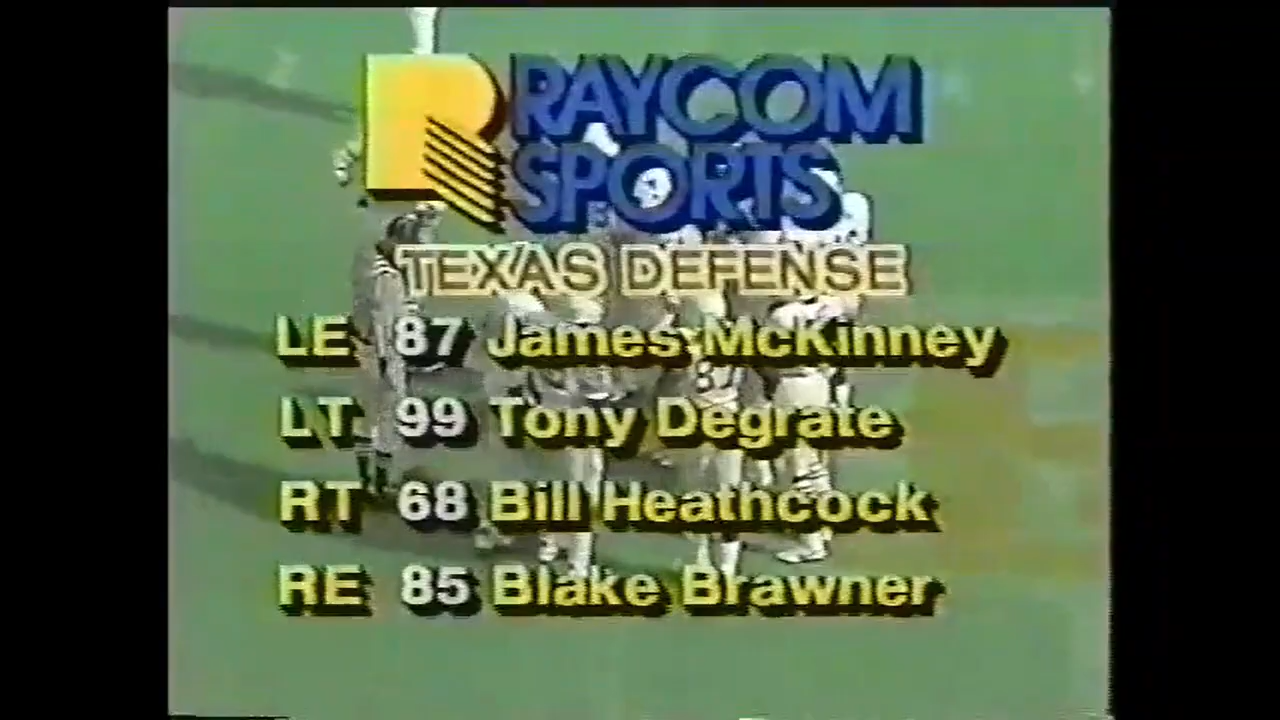 RAYCOM
SPORTS
TEXAS DEFENSE
LE 87 James McKinney
LT 99 Tony Degrate
RT 68 Bill Heathcock
RE 85 Blake Brawner
87